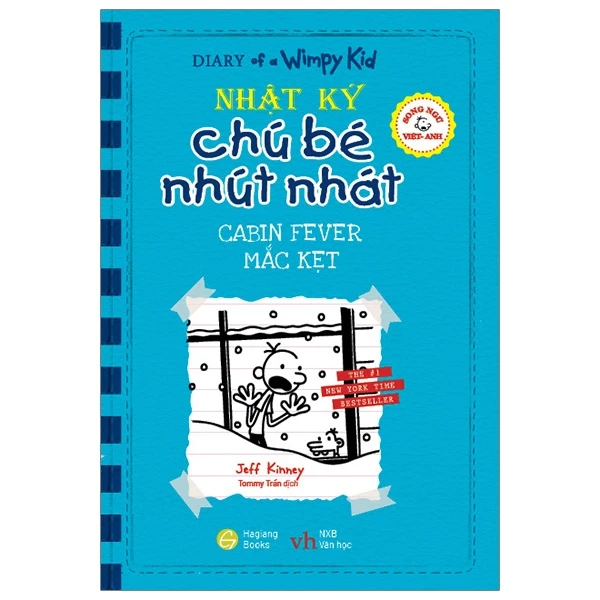 DIARY of a Wimpy Kid
NHẬT KÝ
chú bé
nhút nhát
SONG NGỮ
VIỆT- ANH
CABIN FEVER
MẮC KẸT
THE #1
NEW YORK TIME
BESTSELLER
Jeff Kinney
Tommy Trần dịch
Hagiang
Books
vh NXB
Văn học